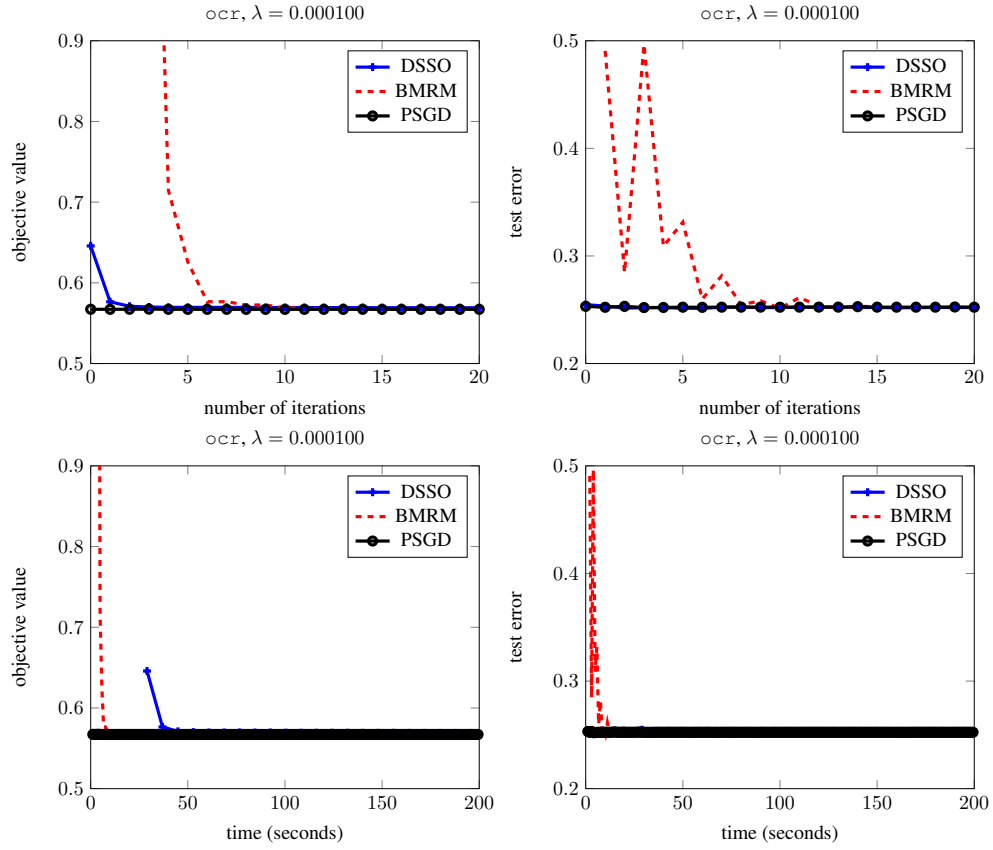 ocr, λ = 0.000100
0.9
0.8
0.7
0.6
0.5
objective value
0
5
10
15
20
number of iterations
DSSO
BMRM
PSGD
ocr, λ = 0.000100
0.5
0.4
0.3
0.2
test error
0
5
10
15
20
number of iterations
DSSO
BMRM
PSGD
ocr, λ = 0.000100
0.9
0.8
0.7
0.6
0.5
objective value
0
50
100
150
200
time (seconds)
DSSO
BMRM
PSGD
ocr, λ = 0.000100
0.5
0.4
0.3
0.2
test error
0
50
100
150
200
time (seconds)
DSSO
BMRM
PSGD